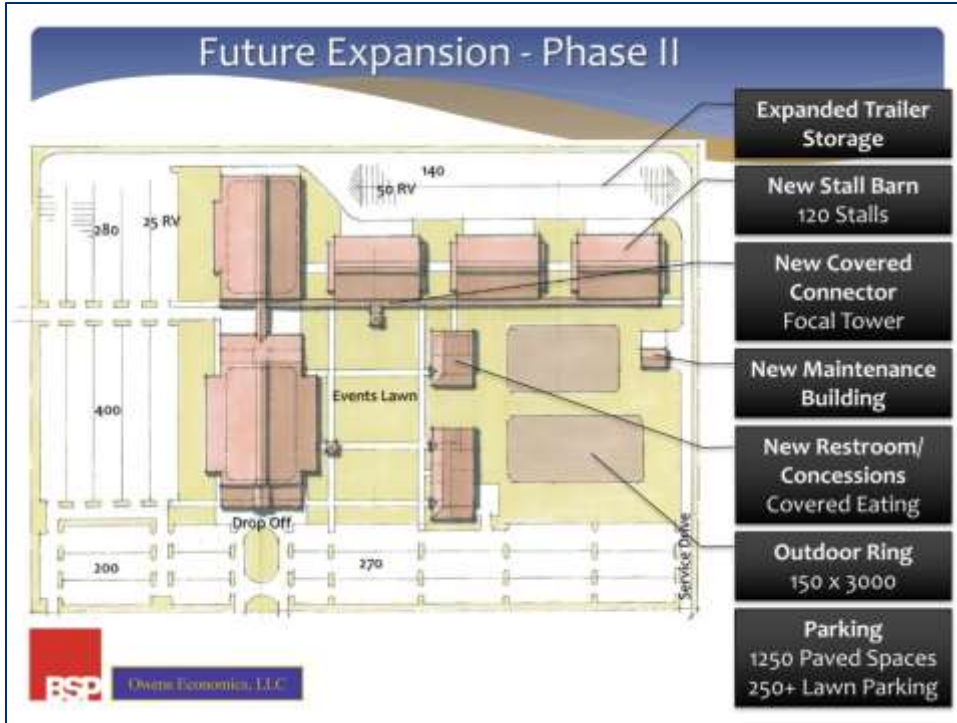 Future Expansion - Phase II
Expanded Trailer
Storage
New Stall Barn
120 Stalls
New Covered
Connector
Focal Tower
New Maintenance
Building
New Restroom/
Concessions
Covered Eating
Outdoor Ring
150 x 3000
Parking
1250 Paved Spaces
250+ Lawn Parking
140
50 RV
25 RV
280
Events Lawn
400
Drop Off
200
270
Service Drive
BSP
Owens Economics, LLC